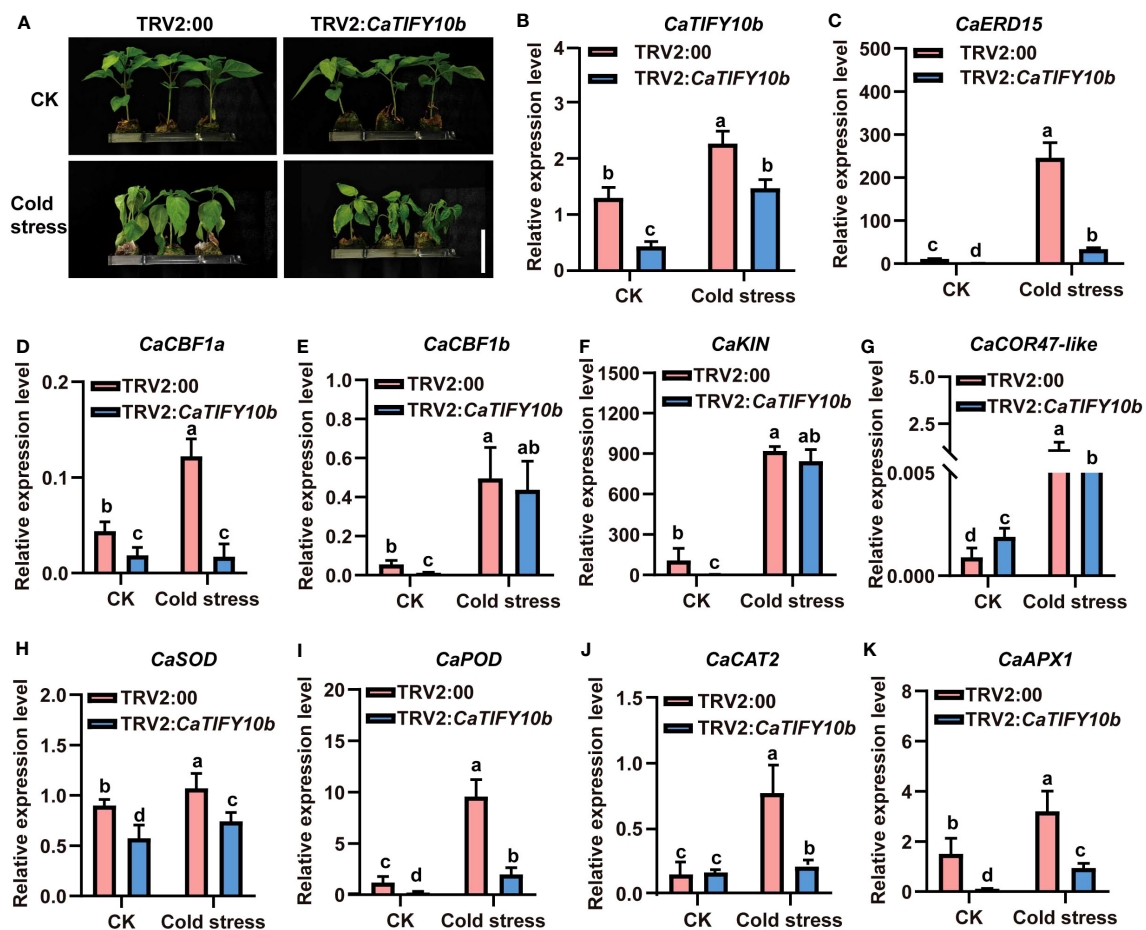 A
TRV2:00
TRV2:CaTIFY10b
CK
Cold
stress
B
CaTIFY10b
Relative expression level
4
3
2
1
0
TRV2:00
TRV2:CaTIFY10b
b
c
a
b
CK
Cold stress
C
CaERD15
Relative expression level
500
400
300
200
100
0
TRV2:00
TRV2:CaTIFY10b
c
d
a
b
CK
Cold stress
D
CaCBF1a
Relative expression level
0.2
0.1
0.0
TRV2:00
TRV2:CaTIFY10b
b
c
a
c
CK
Cold stress
E
CaCBF1b
Relative expression level
1.0
0.8
0.6
0.4
0.2
0.0
TRV2:00
TRV2:CaTIFY10b
b
c
a
ab
CK
Cold stress
F
CaKIN
Relative expression level
1500
1200
900
600
300
0
TRV2:00
TRV2:CaTIFY10b
b
c
a
ab
CK
Cold stress
G
CaCOR47-like
Relative expression level
5.0
2.5
0.005
0.000
TRV2:00
TRV2:CaTIFY10b
d
c
a
b
CK
Cold stress
H
CaSOD
Relative expression level
2.0
1.5
1.0
0.5
0.0
TRV2:00
TRV2:CaTIFY10b
b
d
a
c
CK
Cold stress
I
CaPOD
Relative expression level
20
15
10
5
0
TRV2:00
TRV2:CaTIFY10b
c
d
a
b
CK
Cold stress
J
CaCAT2
Relative expression level
1.5
1.0
0.5
0.0
TRV2:00
TRV2:CaTIFY10b
c
c
a
b
CK
Cold stress
K
CaAPX1
Relative expression level
8
6
4
2
0
TRV2:00
TRV2:CaTIFY10b
b
d
a
c
CK
Cold stress